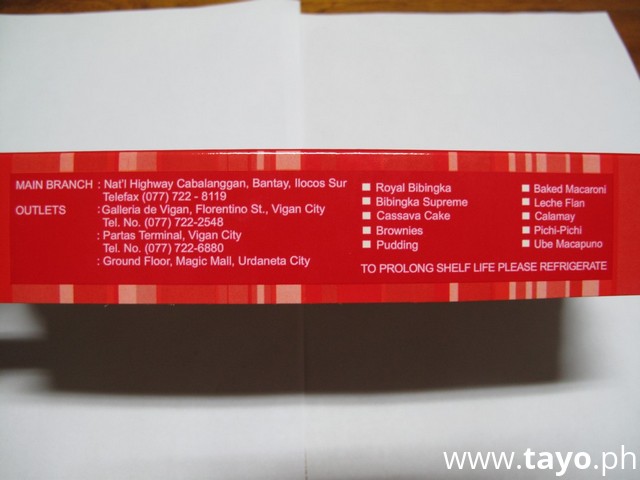 MAIN BRANCH : Nat'l Highway Cabalanggan, Bantay, Ilocos Sur
Telefax (077) 722 - 8119
OUTLETS : Galleria de Vigan, Florentino St., Vigan City
Tel. No. (077) 722-2548
: Partas Terminal, Vigan City
Tel. No. (077) 722-6880
: Ground Floor, Magic Mall, Urdaneta City
Royal Bibingka
Bibingka Supreme
Cassava Cake
Brownies
Pudding
Baked Macaroni
Leche Flan
Calamay
Pichi-Pichi
Ube Macapuno
TO PROLONG SHELF LIFE PLEASE REFRIGERATE
www.tayo.ph